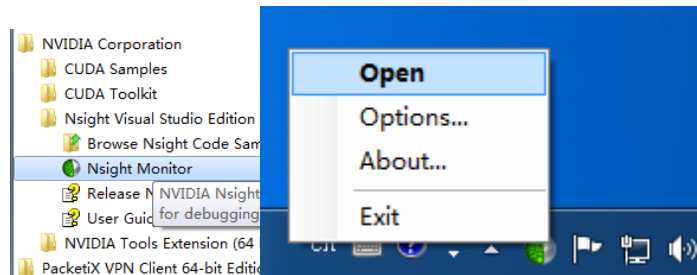 NVIDIA Corporation
CUDA Samples
CUDA Toolkit
Nsight Visual Studio Edition
Browse Nsight Code Sam
Nsight Monitor
Release N
NVIDIA Nsight
User Guid
for debugging
NVIDIA Tools Extension (64
PacketiX VPN Client 64-bit Editio
Open
Options...
About...
Exit